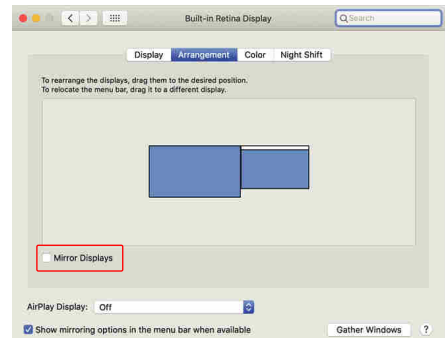 Built-in Retina Display
Search
Display Arrangement Color Night Shift
To rearrange the displays, drag them to the desired position.
To relocate the menu bar, drag it to a different display.
Mirror Displays
AirPlay Display: Off
Show mirroring options in the menu bar when available
Gather Windows ?